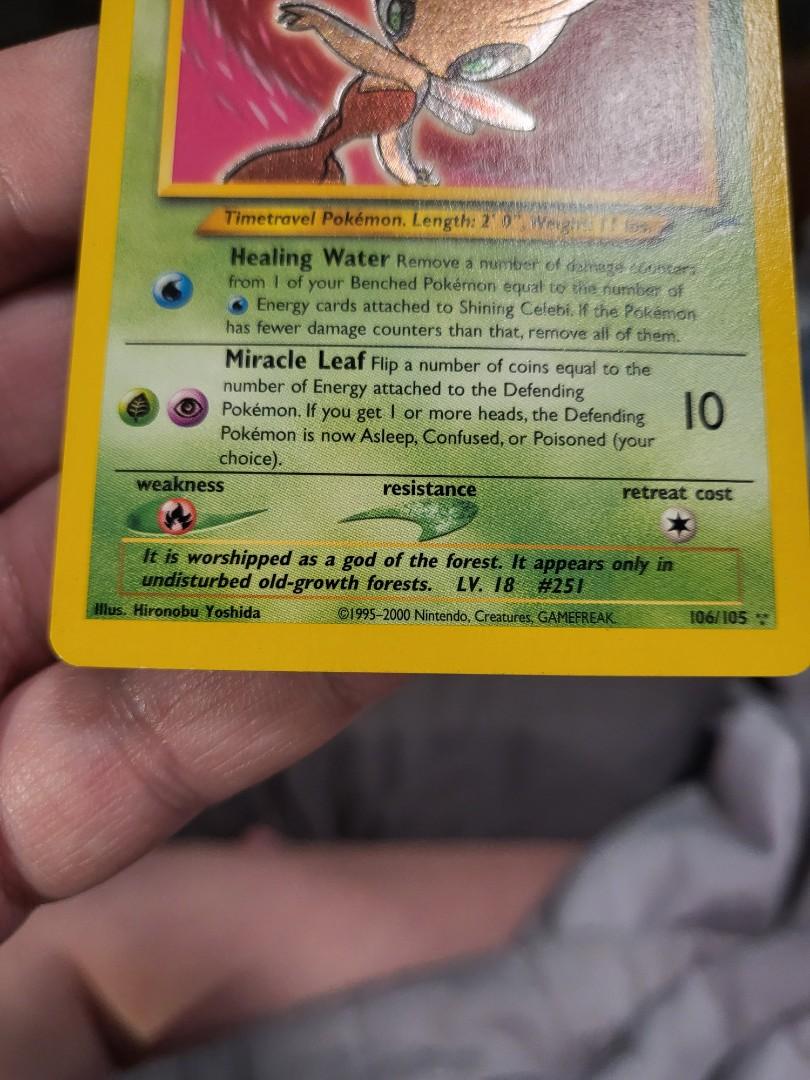 Timetravel Pokémon. Length: 2' 0", Weight: 11 lbs.
Healing Water Remove a number of damage counters
from 1 of your Benched Pokémon equal to the number of
Energy cards attached to Shining Celebi. If the Pokémon
has fewer damage counters than that, remove all of them.
Miracle Leaf Flip a number of coins equal to the
number of Energy attached to the Defending
Pokémon. If you get 1 or more heads, the Defending
Pokémon is now Asleep, Confused, or Poisoned (your
choice).
10
weakness resistance retreat cost
It is worshipped as a god of the forest. It appears only in
undisturbed old-growth forests. LV. 18 #251
Illus. Hironobu Yoshida ©1995–2000 Nintendo, Creatures, GAMEFREAK. 106/105